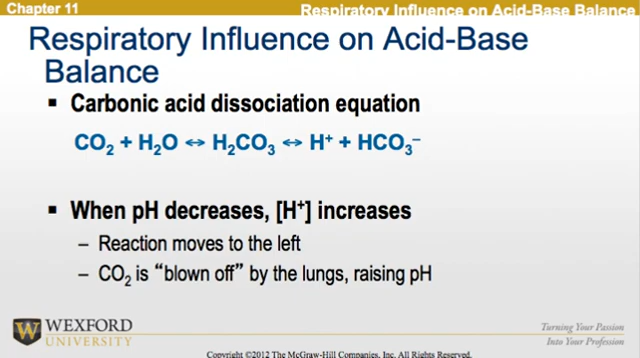 Chapter 11
Respiratory Influence on Acid-Base Balance
Respiratory Influence on Acid-Base
Balance
▪ Carbonic acid dissociation equation
CO₂ + H₂O ↔ H₂CO₃ ↔ H⁺ + HCO₃⁻
▪ When pH decreases, [H⁺] increases
– Reaction moves to the left
– CO₂ is “blown off” by the lungs, raising pH
W WEXFORD
UNIVERSITY
Turning Your Passion
Into Your Profession
Copyright ©2012 The McGraw-Hill Companies, Inc. All Rights Reserved.